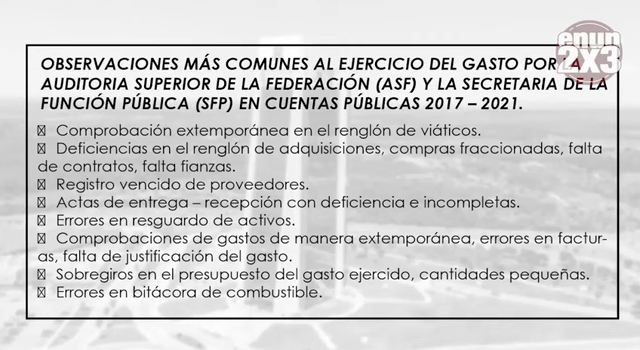 enun
2x3
OBSERVACIONES MÁS COMUNES AL EJERCICIO DEL GASTO POR LA
AUDITORIA SUPERIOR DE LA FEDERACIÓN (ASF) Y LA SECRETARIA DE LA
FUNCIÓN PÚBLICA (SFP) EN CUENTAS PÚBLICAS 2017 – 2021.
Comprobación extemporánea en el renglón de viáticos.
Deficiencias en el renglón de adquisiciones, compras fraccionadas, falta
de contratos, falta fianzas.
Registro vencido de proveedores.
Actas de entrega – recepción con deficiencia e incompletas.
Errores en resguardo de activos.
Comprobaciones de gastos de manera extemporánea, errores en factur-
as, falta de justificación del gasto.
Sobregiros en el presupuesto del gasto ejercido, cantidades pequeñas.
Errores en bitácora de combustible.